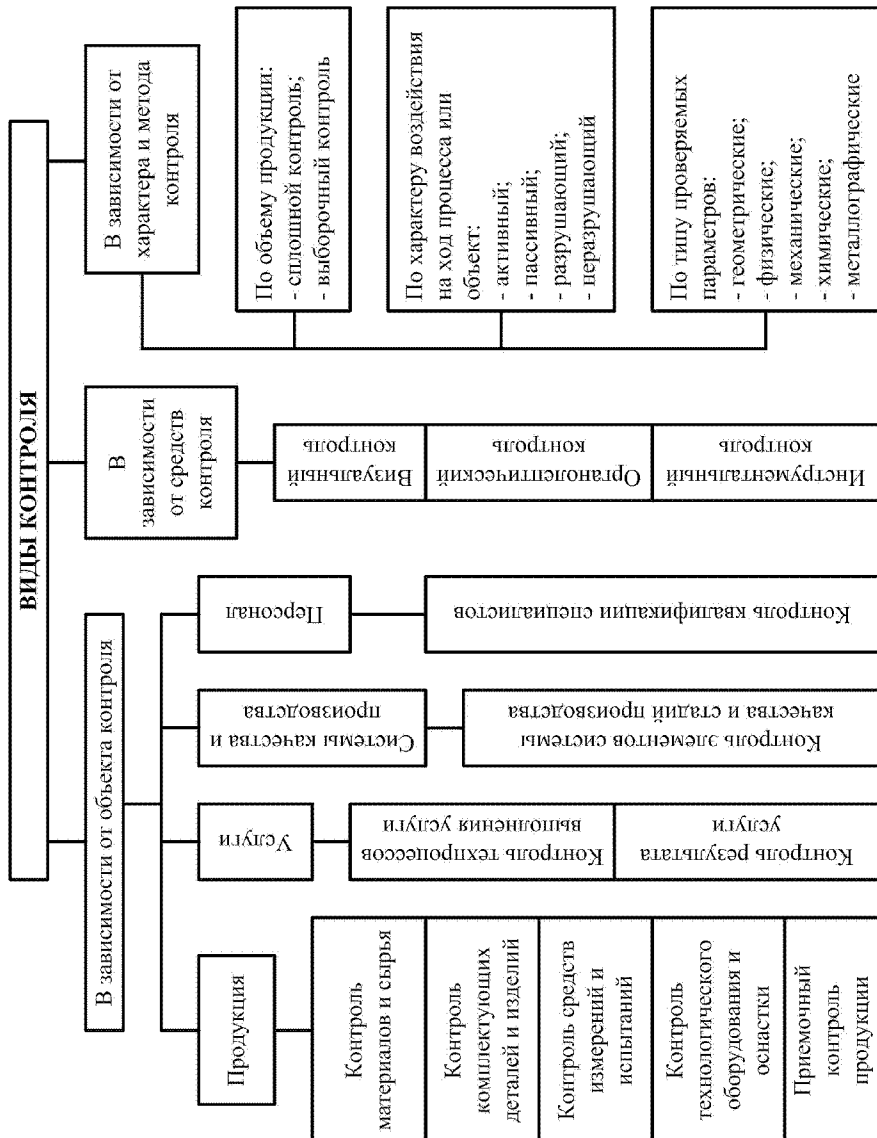 ВИДЫ КОНТРОЛЯ
В зависимости от объекта контроля
Продукция
Контроль
материалов и сырья
Контроль
комплектующих
деталей и изделий
Контроль средств
измерений и
испытаний
Контроль
технологического
оборудования и
оснастки
Приемочный
контроль
продукции
Услуги
Контроль техпроцессов
выполнения услуги
Контроль результата
услуги
Системы качества и
производства
Контроль элементов системы
качества и стадий производства
Персонал
Контроль квалификации специалистов
В
зависимости
от средств
контроля
Визуальный
контроль
Органолептический
контроль
Инструментальный
контроль
В зависимости от
характера и метода
контроля
По объему продукции:
- сплошной контроль;
- выборочный контроль
По характеру воздействия
на ход процесса или
объект:
- активный;
- пассивный;
- разрушающий;
- неразрушающий
По типу проверяемых
параметров:
- геометрические;
- физические;
- механические;
- химические;
- металлографические